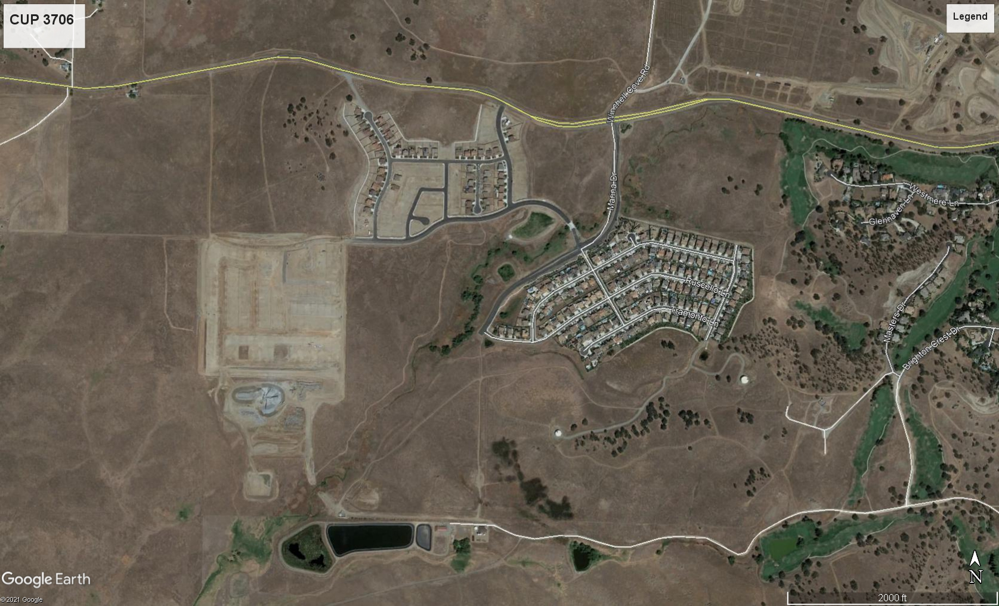 CUP 3706
Legend
Winchell Cove Rd
Marina Dr
Westmere Ln
Glenhaven Ln
Ruscello Ln
Tramonto Ln
Masters Dr
Brighton Crest Dr
Google Earth
©2021 Google
N
2000 ft